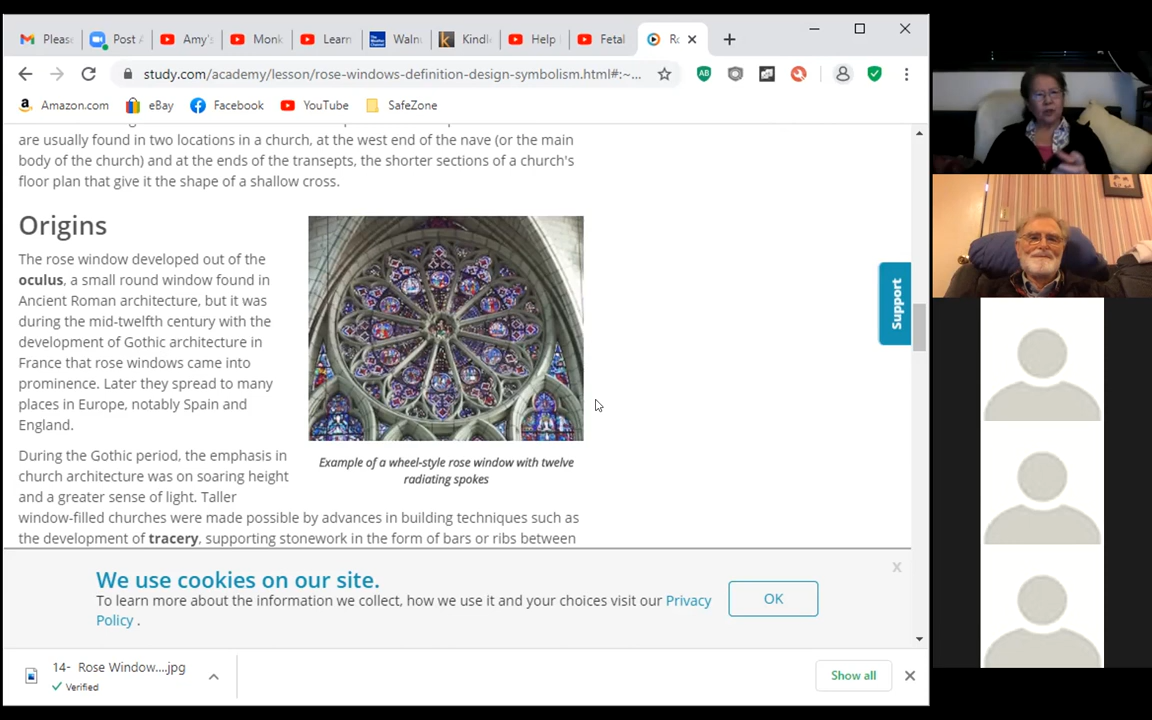 Please
Post A
Amy's
Monk
Learn
The Weather Channel
Walnu
Kindle
Help
Fetal
Ro
study.com/academy/lesson/rose-windows-definition-design-symbolism.html#:~...
AB
Amazon.com
eBay
Facebook
YouTube
SafeZone
are usually found in two locations in a church, at the west end of the nave (or the main
body of the church) and at the ends of the transepts, the shorter sections of a church's
floor plan that give it the shape of a shallow cross.
Origins
The rose window developed out of the
oculus, a small round window found in
Ancient Roman architecture, but it was
during the mid-twelfth century with the
development of Gothic architecture in
France that rose windows came into
prominence. Later they spread to many
places in Europe, notably Spain and
England.
Example of a wheel-style rose window with twelve
radiating spokes
During the Gothic period, the emphasis in
church architecture was on soaring height
and a greater sense of light. Taller
window-filled churches were made possible by advances in building techniques such as
the development of tracery, supporting stonework in the form of bars or ribs between
Support
We use cookies on our site.
To learn more about the information we collect, how we use it and your choices visit our Privacy
Policy .
OK
x
14- Rose Window....jpg
Verified
Show all